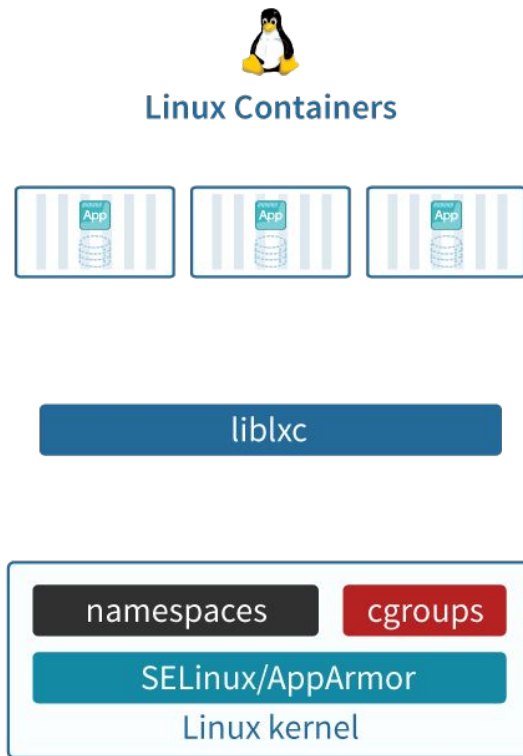 Linux Containers
App App App
liblxc
namespaces cgroups
SELinux/AppArmor
Linux kernel